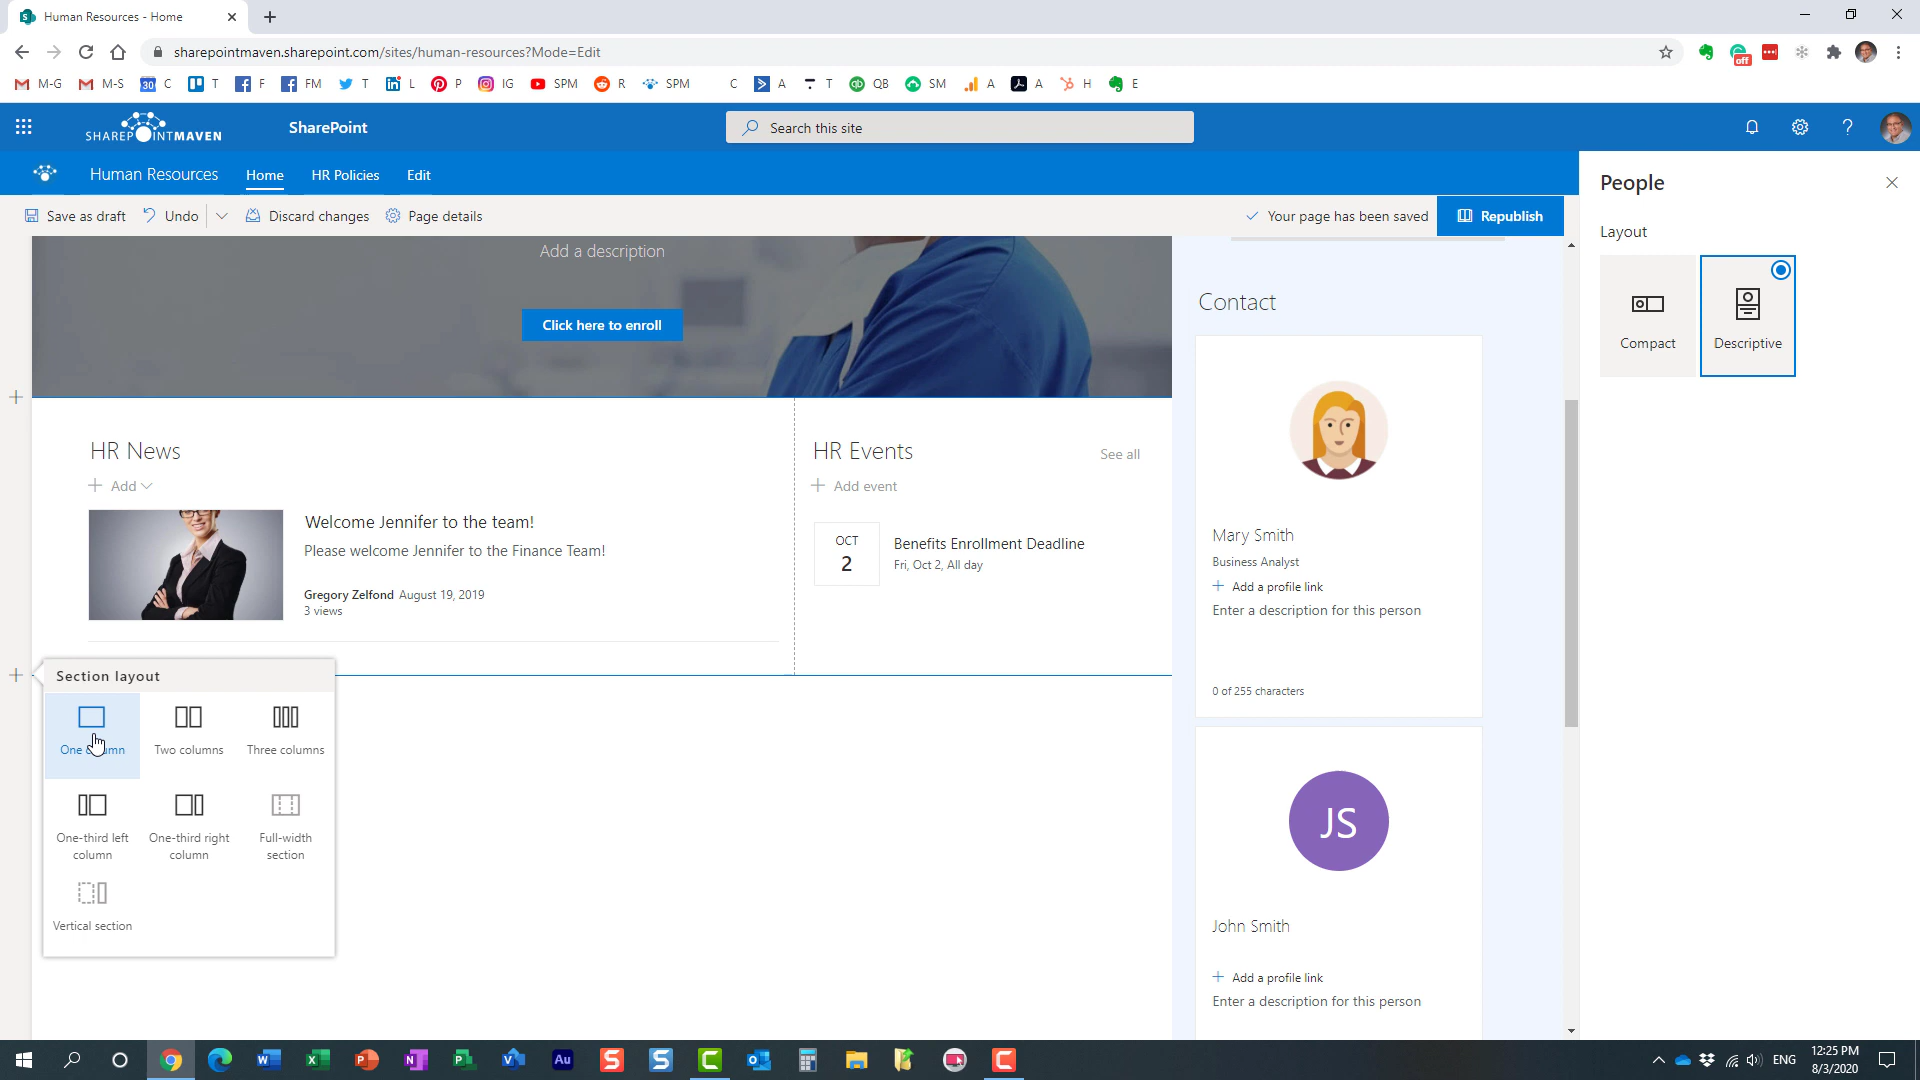 Human Resources - Home
sharepointmaven.sharepoint.com/sites/human-resources?Mode=Edit
M-G M-S 30 C T F FM T L P IG SPM R SPM C A T QB SM A A H E
SHAREPOINTMAVEN SharePoint Search this site
Human Resources Home HR Policies Edit
Save as draft Undo Discard changes Page details Your page has been saved Republish
Add a description
Click here to enroll
HR News
Add
Welcome Jennifer to the team!
Please welcome Jennifer to the Finance Team!
Gregory Zelfond August 19, 2019
3 views
HR Events See all
Add event
OCT
2
Benefits Enrollment Deadline
Fri, Oct 2, All day
Section layout
One column Two columns Three columns
One-third left column
One-third right column
Full-width section
Vertical section
Contact
Mary Smith
Business Analyst
Add a profile link
Enter a description for this person
0 of 255 characters
JS
John Smith
Add a profile link
Enter a description for this person
People
Layout
Compact Descriptive
off
ENG
12:25 PM
8/3/2020